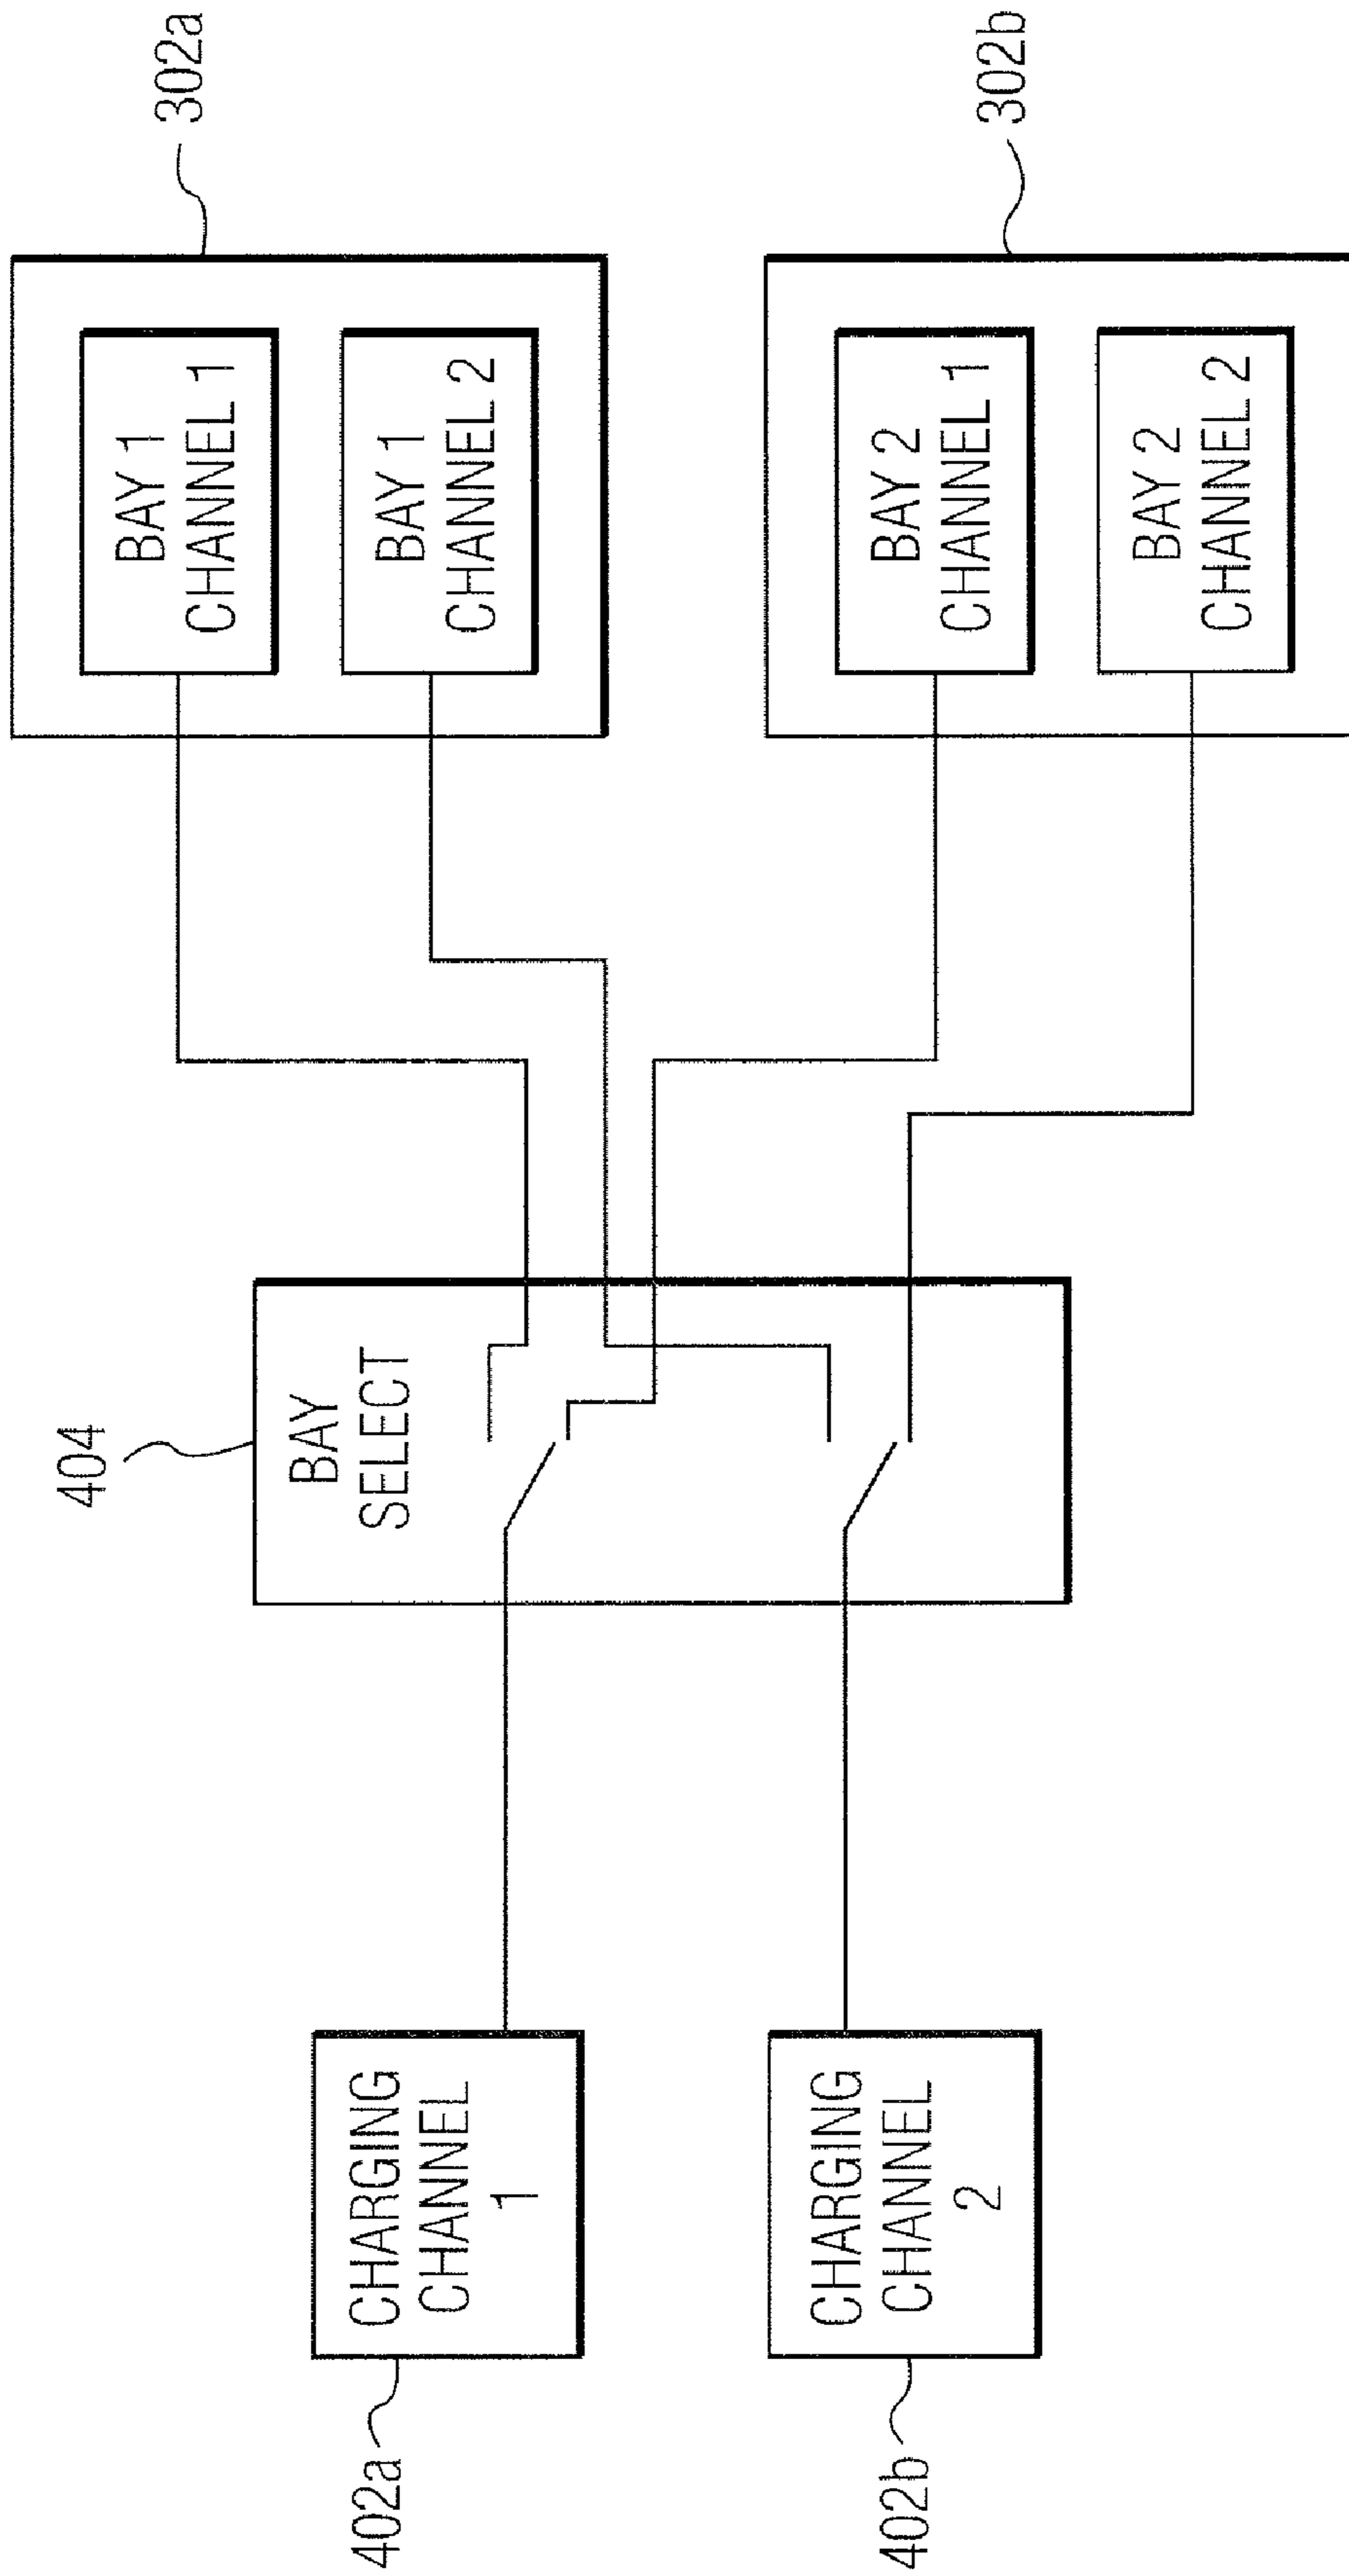 302a
BAY 1
CHANNEL 1
BAY 1
CHANNEL 2
302b
BAY 2
CHANNEL 1
BAY 2
CHANNEL 2
404
BAY
SELECT
402a
CHARGING
CHANNEL
1
402b
CHARGING
CHANNEL
2